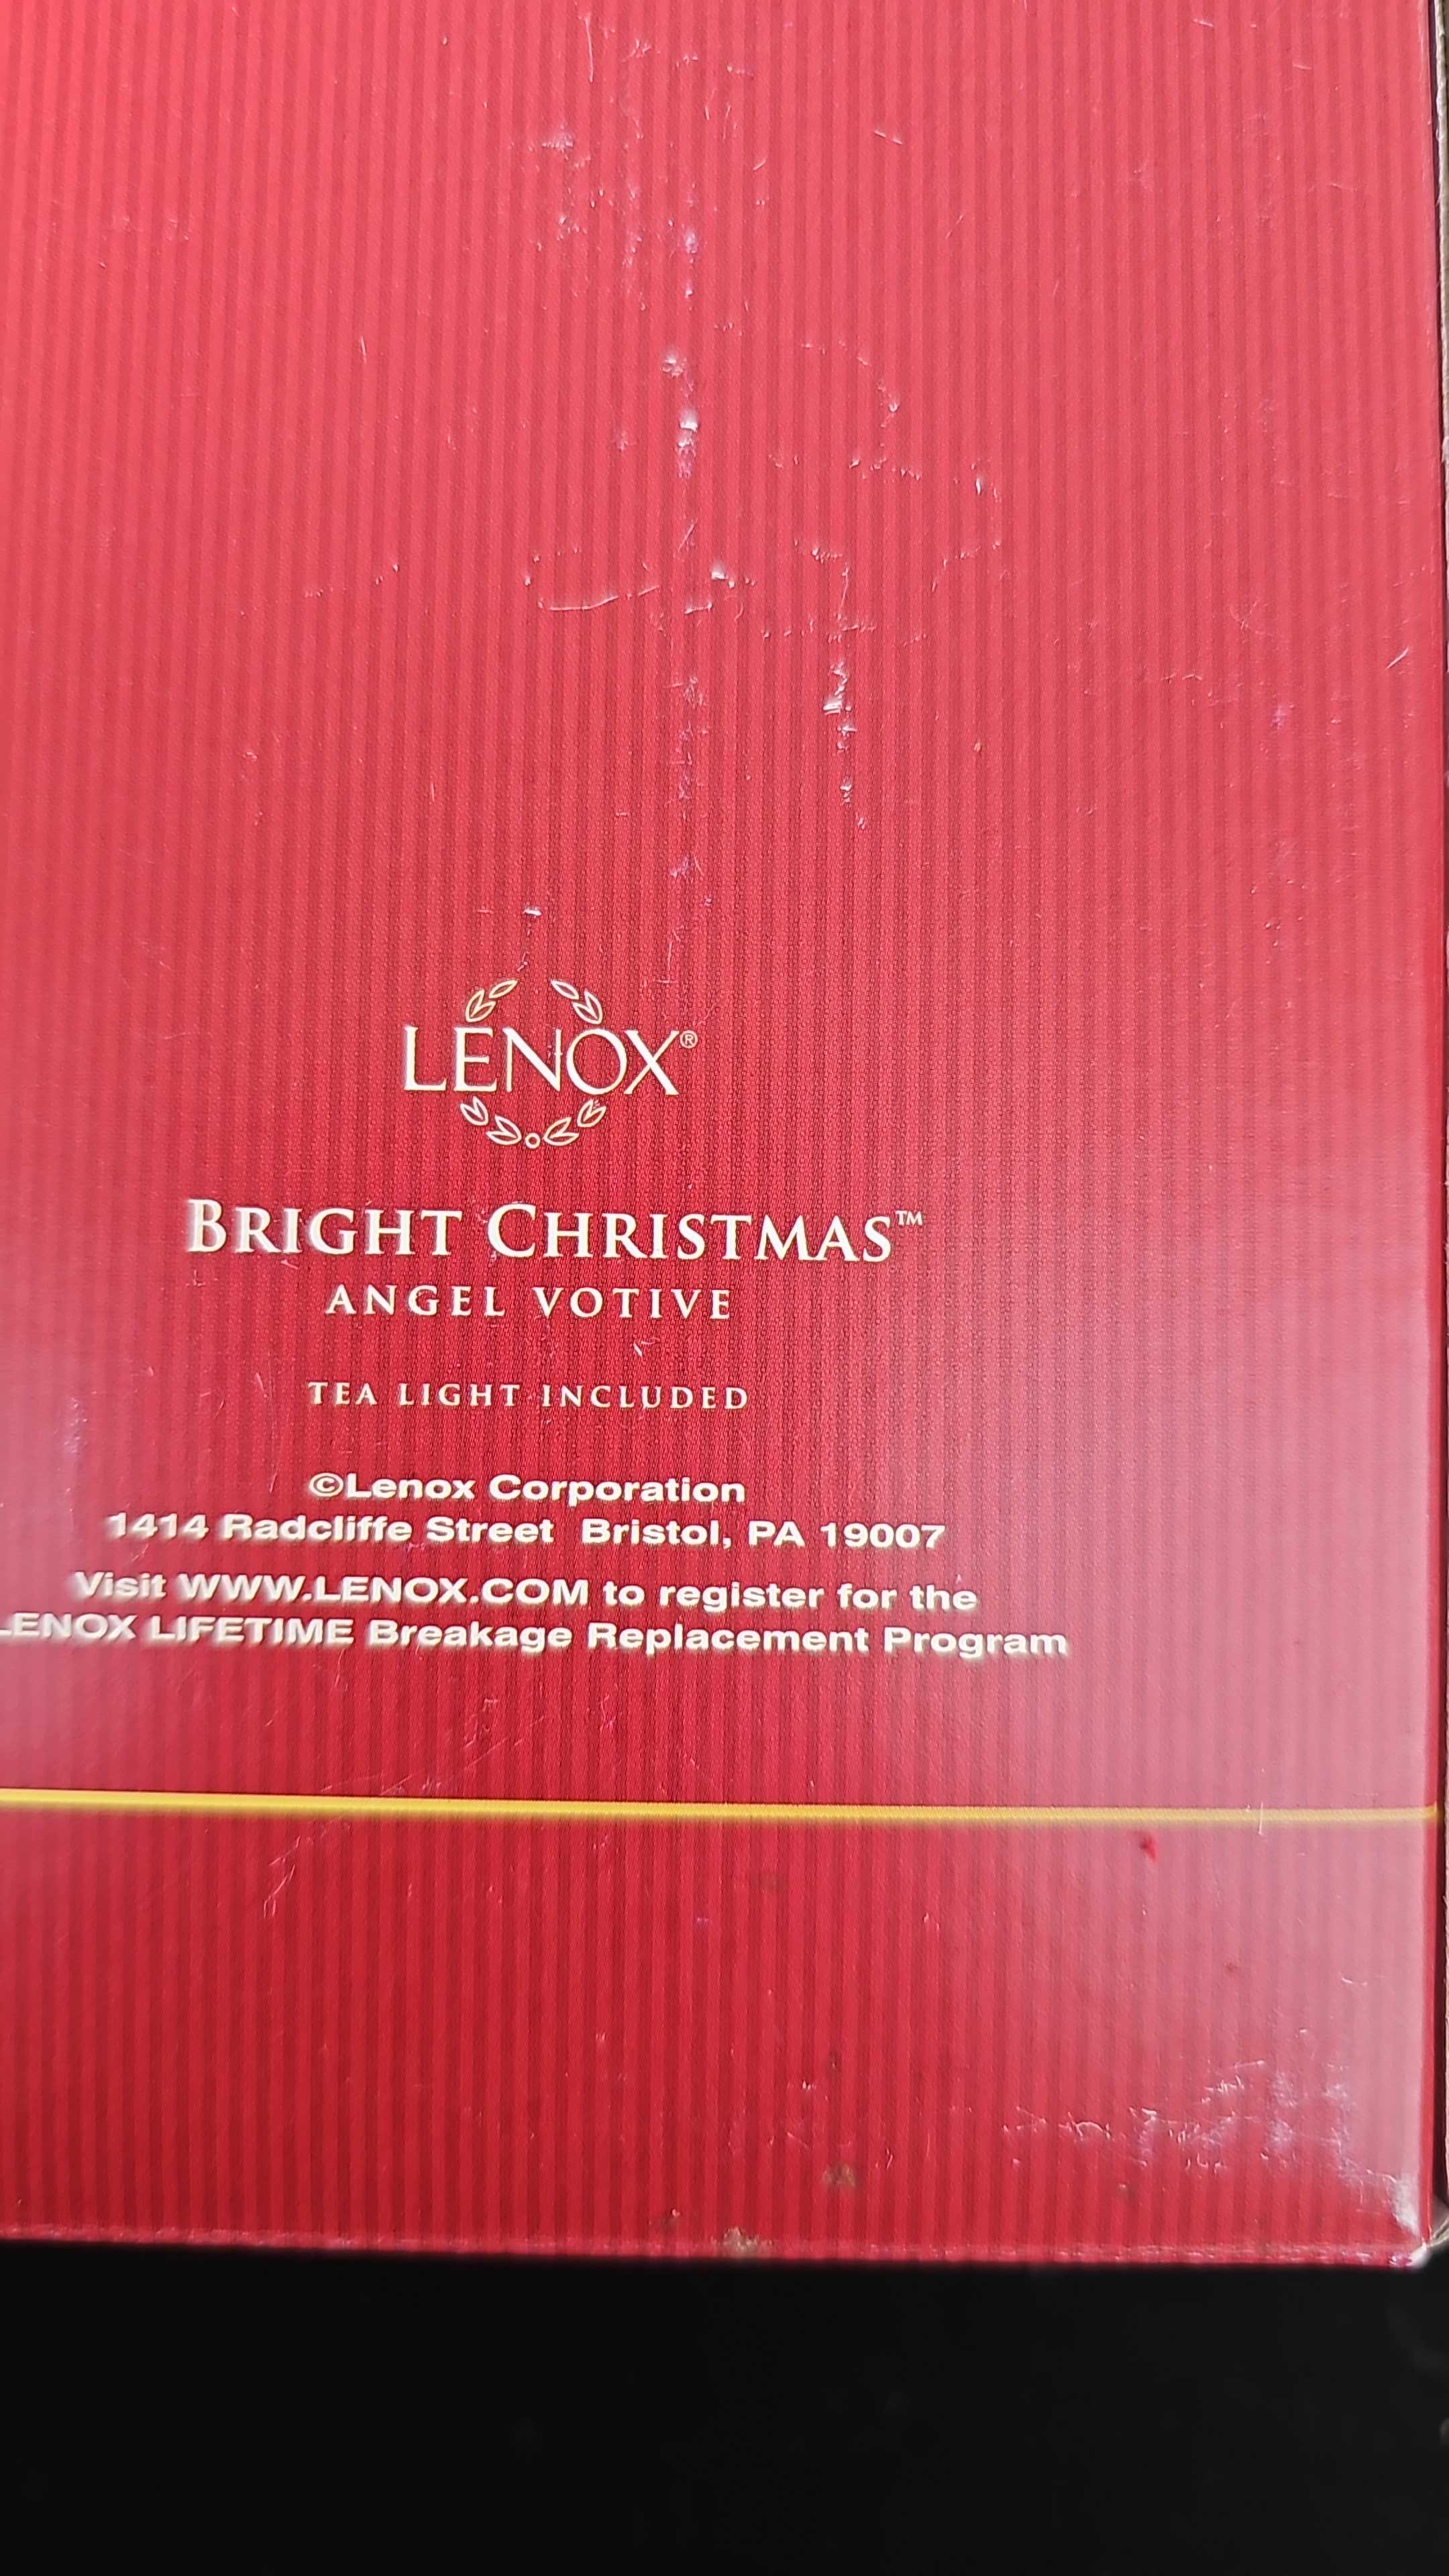 LENOX®
BRIGHT CHRISTMAS™
ANGEL VOTIVE
TEA LIGHT INCLUDED
©Lenox Corporation
1414 Radcliffe Street Bristol, PA 19007
Visit WWW.LENOX.COM to register for the
LENOX LIFETIME Breakage Replacement Program